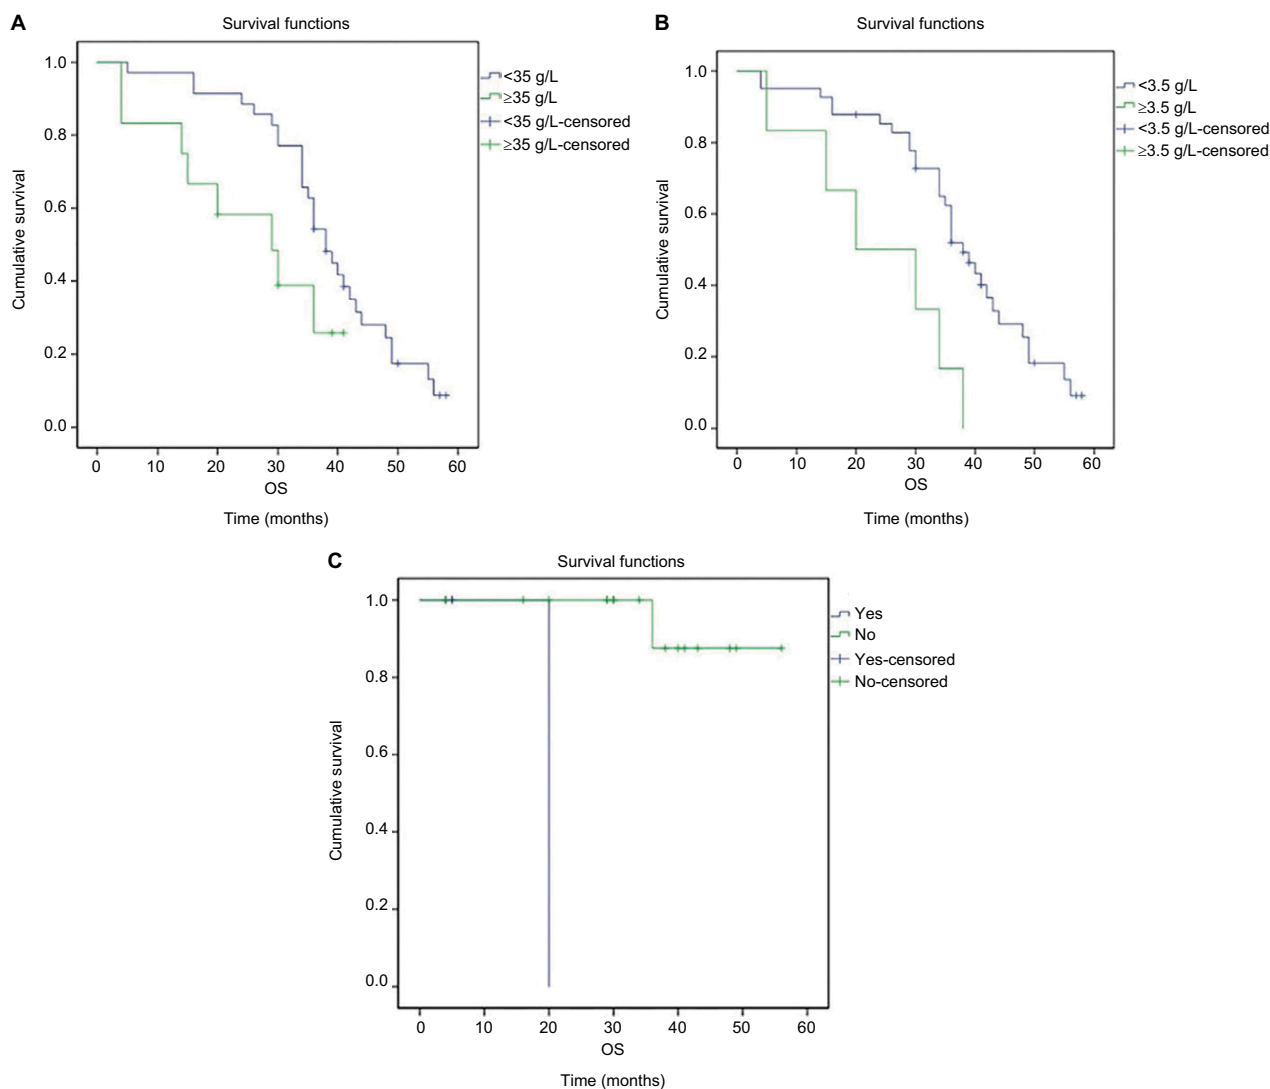 A
Survival functions
Cumulative survival
1.0
0.8
0.6
0.4
0.2
0.0
0 10 20 30 40 50 60
OS
Time (months)
<35 g/L
≥35 g/L
<35 g/L-censored
≥35 g/L-censored
B
Survival functions
Cumulative survival
1.0
0.8
0.6
0.4
0.2
0.0
0 10 20 30 40 50 60
OS
Time (months)
<3.5 g/L
≥3.5 g/L
<3.5 g/L-censored
≥3.5 g/L-censored
C
Survival functions
Cumulative survival
1.0
0.8
0.6
0.4
0.2
0.0
0 10 20 30 40 50 60
OS
Time (months)
Yes
No
Yes-censored
No-censored